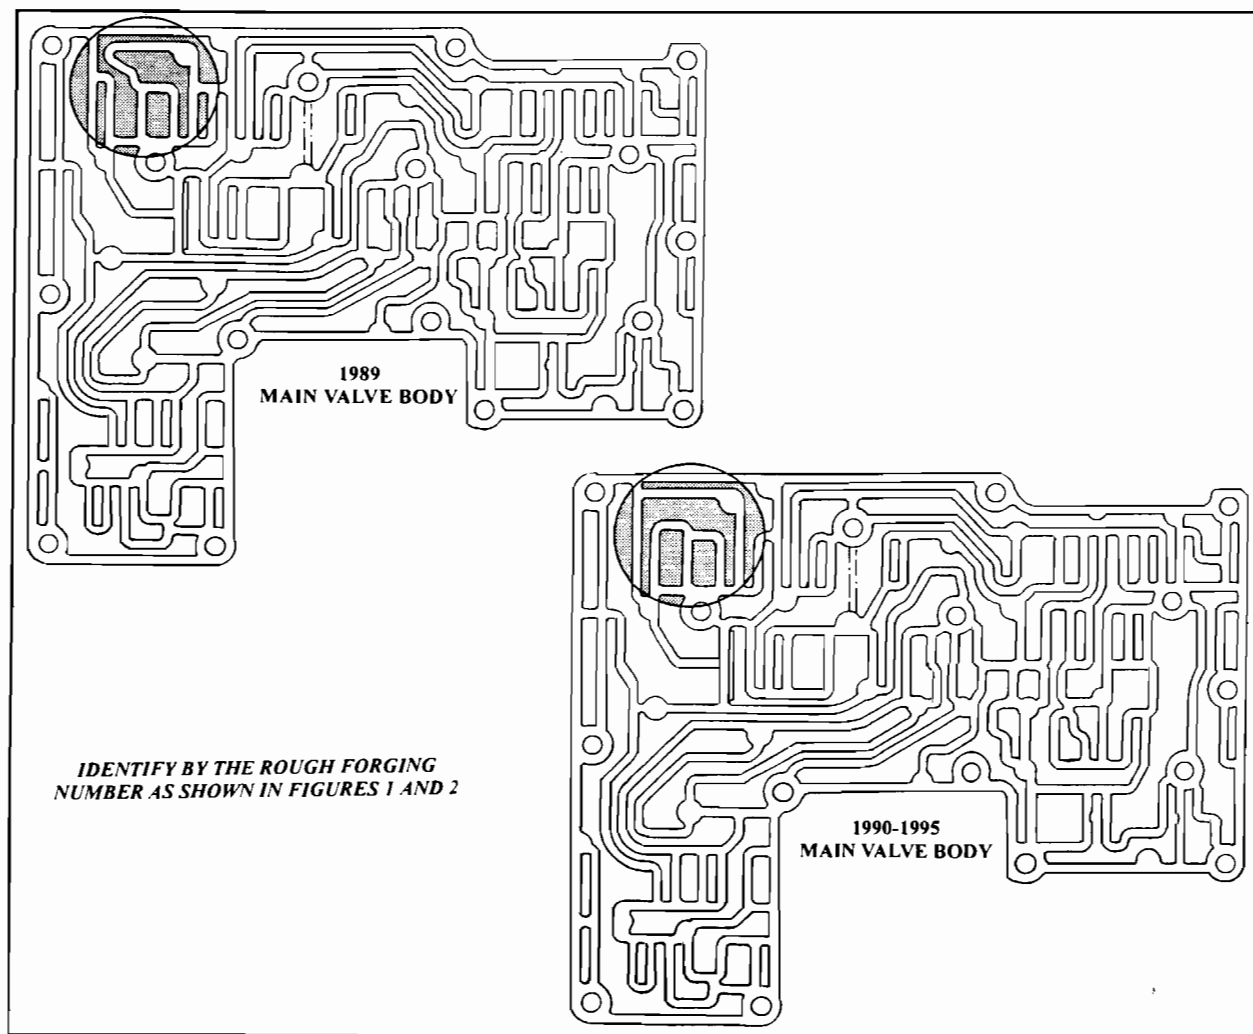 1989
MAIN VALVE BODY
IDENTIFY BY THE ROUGH FORGING
NUMBER AS SHOWN IN FIGURES 1 AND 2
1990-1995
MAIN VALVE BODY